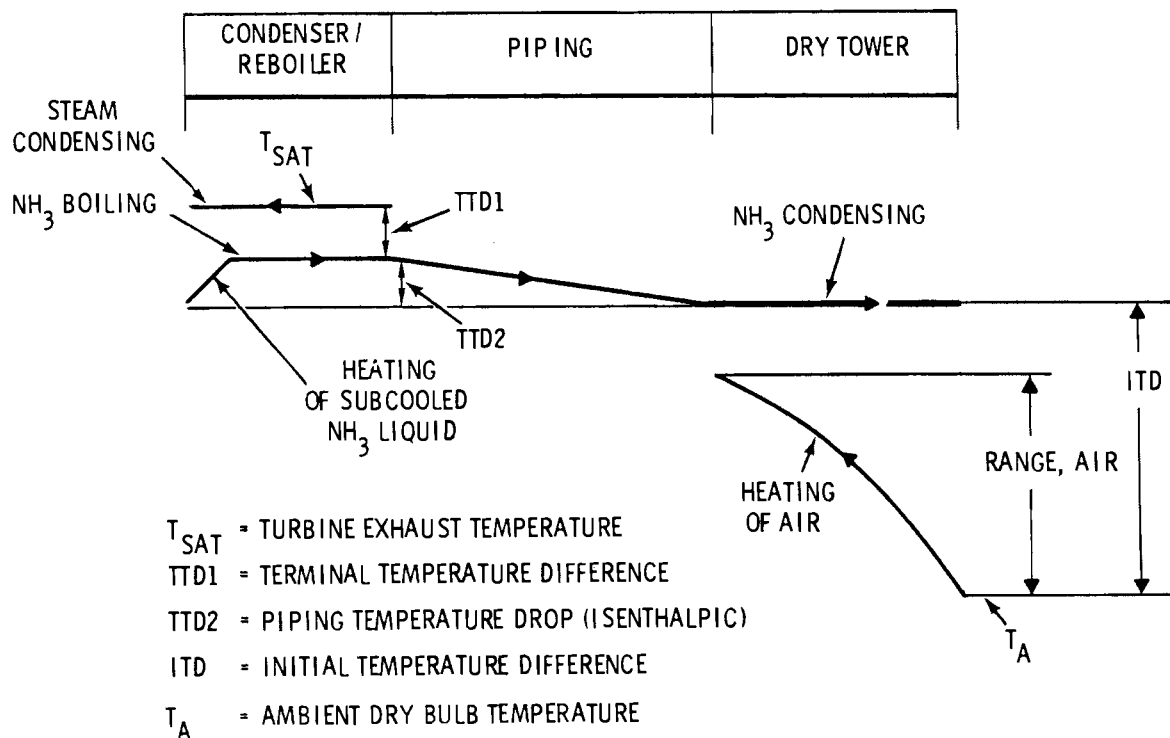 CONDENSER/
REBOILER
PIPING
DRY TOWER
STEAM
CONDENSING
T_SAT
NH3 BOILING
TTD1
NH3 CONDENSING
TTD2
HEATING
OF SUBCOOLED
NH3 LIQUID
ITD
RANGE, AIR
HEATING
OF AIR
T_A
T_SAT = TURBINE EXHAUST TEMPERATURE
TTD1 = TERMINAL TEMPERATURE DIFFERENCE
TTD2 = PIPING TEMPERATURE DROP (ISENTHALPIC)
ITD = INITIAL TEMPERATURE DIFFERENCE
T_A = AMBIENT DRY BULB TEMPERATURE